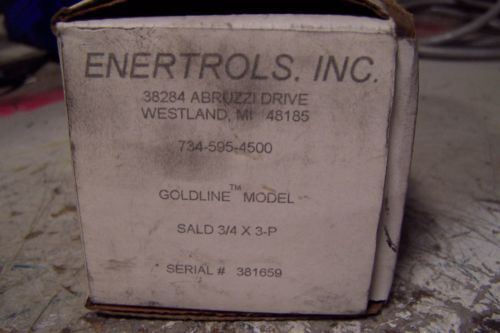 ENERTROLS. INC.
38284 ABRUZZI DRIVE
WESTLAND, MI 48185
734-595-4500
GOLDLINE™ MODEL
SALD 3/4 X 3-P
SERIAL # 381659